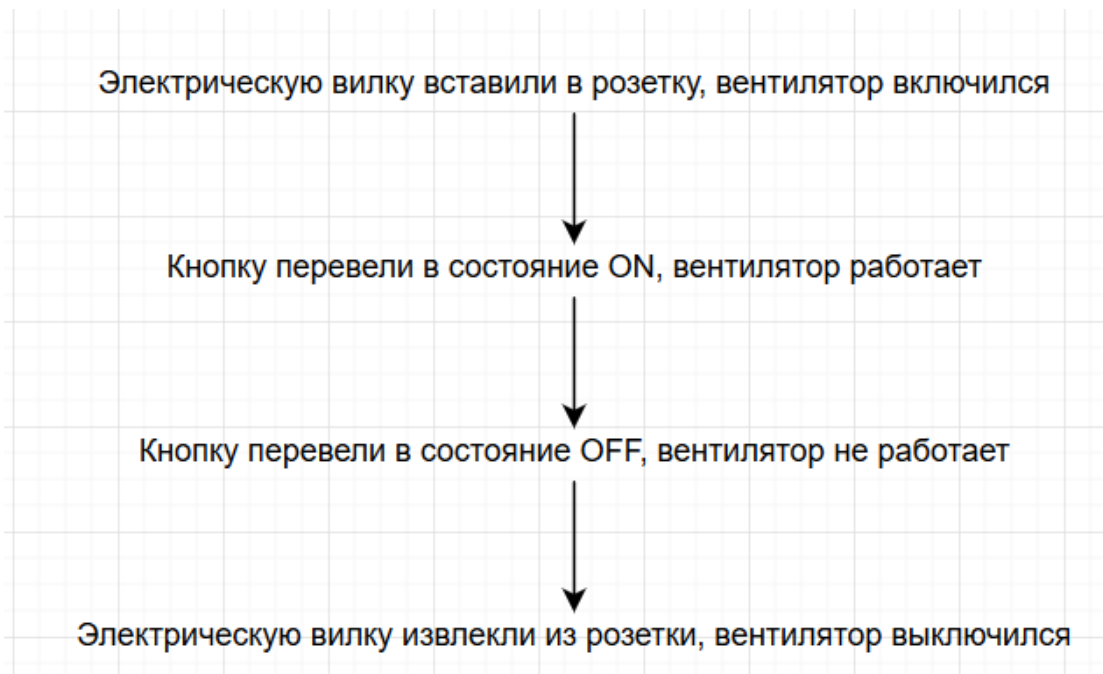 Электрическую вилку вставили в розетку, вентилятор включился
Кнопку перевели в состояние ON, вентилятор работает
Кнопку перевели в состояние OFF, вентилятор не работает
Электрическую вилку извлекли из розетки, вентилятор выключился